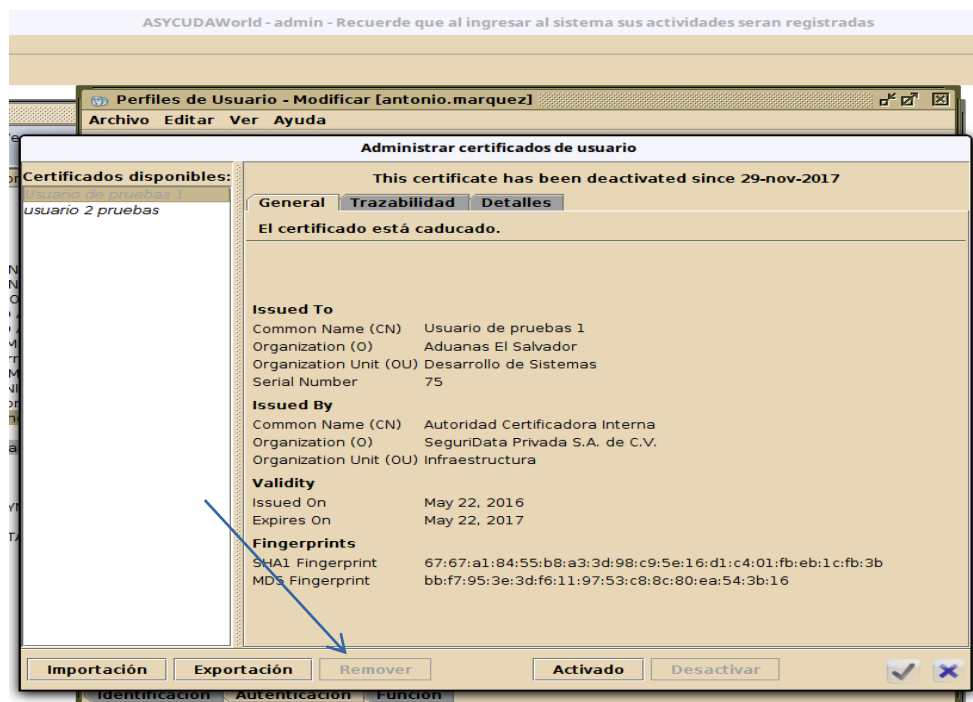 ASYCUDAWorld - admin - Recuerde que al ingresar al sistema sus actividades seran registradas
Perfiles de Usuario - Modificar [antonio.marquez]
Archivo Editar Ver Ayuda
Administrar certificados de usuario
Certificados disponibles:
Usuario de pruebas 1
usuario 2 pruebas
This certificate has been deactivated since 29-nov-2017
General Trazabilidad Detalles
El certificado está caducado.
Issued To
Common Name (CN) Usuario de pruebas 1
Organization (O) Aduanas El Salvador
Organization Unit (OU) Desarrollo de Sistemas
Serial Number 75
Issued By
Common Name (CN) Autoridad Certificadora Interna
Organization (O) SeguriData Privada S.A. de C.V.
Organization Unit (OU) Infraestructura
Validity
Issued On May 22, 2016
Expires On May 22, 2017
Fingerprints
SHA1 Fingerprint 67:67:a1:84:55:b8:a3:3d:98:c9:5e:16:d1:c4:01:fb:eb:1c:fb:3b
MD5 Fingerprint bb:f7:95:3e:3d:f6:11:97:53:c8:8c:80:ea:54:3b:16
Importación Exportación Remover Activado Desactivar
Identificación Autenticación Función